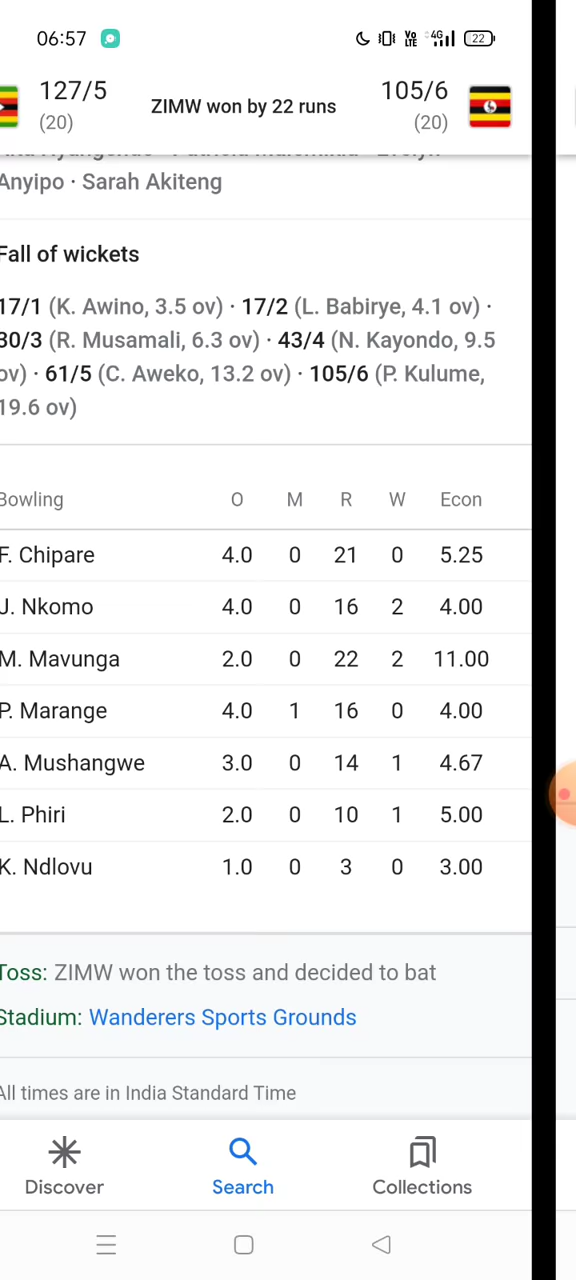 06:57 Vo LTE 4G 22
127/5 ZIMW won by 22 runs 105/6
(20) (20)
Anyipo · Sarah Akiteng
Fall of wickets
17/1 (K. Awino, 3.5 ov) · 17/2 (L. Babirye, 4.1 ov) ·
30/3 (R. Musamali, 6.3 ov) · 43/4 (N. Kayondo, 9.5
ov) · 61/5 (C. Aweko, 13.2 ov) · 105/6 (P. Kulume,
19.6 ov)
Bowling O M R W Econ
F. Chipare 4.0 0 21 0 5.25
J. Nkomo 4.0 0 16 2 4.00
M. Mavunga 2.0 0 22 2 11.00
P. Marange 4.0 1 16 0 4.00
A. Mushangwe 3.0 0 14 1 4.67
L. Phiri 2.0 0 10 1 5.00
K. Ndlovu 1.0 0 3 0 3.00
Toss: ZIMW won the toss and decided to bat
Stadium: Wanderers Sports Grounds
All times are in India Standard Time
Discover Search Collections